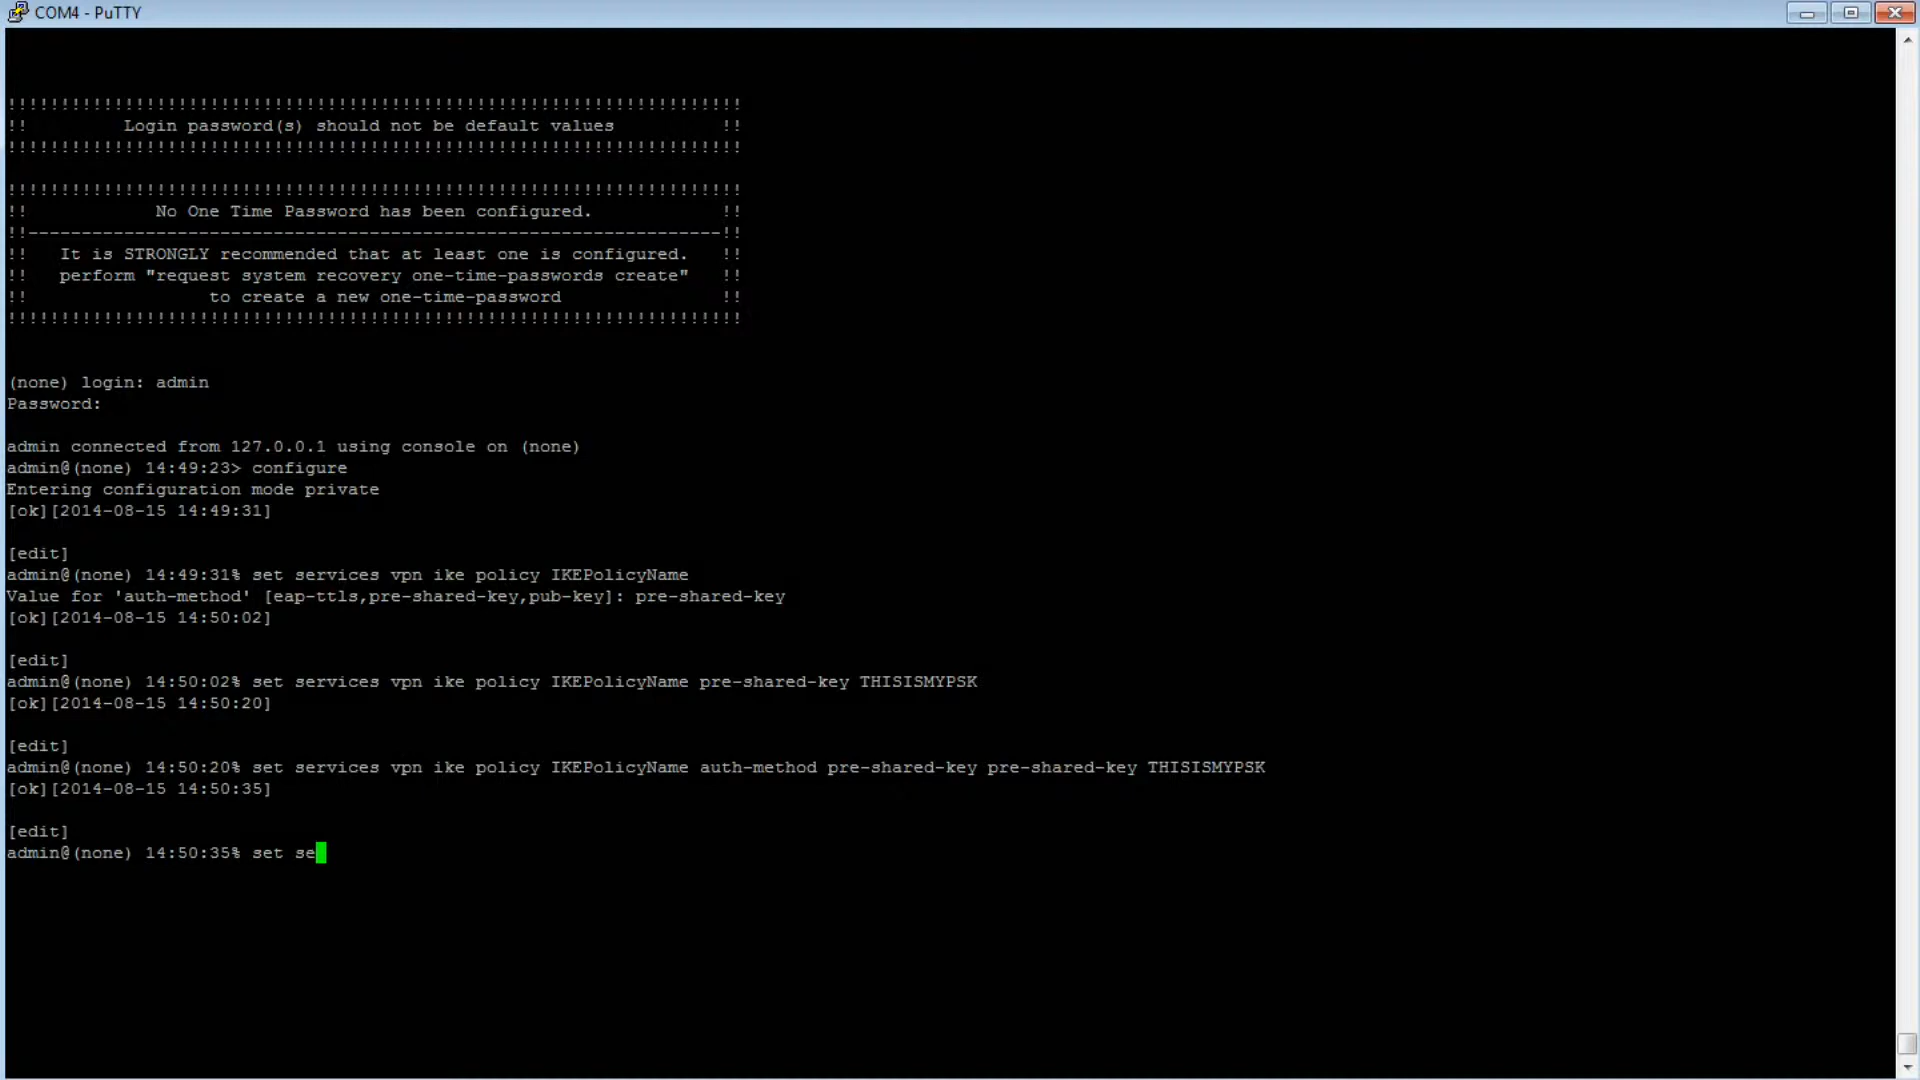 COM4 - PuTTY
!!!!!!!!!!!!!!!!!!!!!!!!!!!!!!!!!!!!!!!!!!!!!!!!!!!!!!!!!!!!!!!!!!!!!
!! Login password(s) should not be default values !!
!!!!!!!!!!!!!!!!!!!!!!!!!!!!!!!!!!!!!!!!!!!!!!!!!!!!!!!!!!!!!!!!!!!!!
!!!!!!!!!!!!!!!!!!!!!!!!!!!!!!!!!!!!!!!!!!!!!!!!!!!!!!!!!!!!!!!!!!!!!
!! No One Time Password has been configured. !!
!!-----------------------------------------------------------------!!
!! It is STRONGLY recommended that at least one is configured. !!
!! perform "request system recovery one-time-passwords create" !!
!! to create a new one-time-password !!
!!!!!!!!!!!!!!!!!!!!!!!!!!!!!!!!!!!!!!!!!!!!!!!!!!!!!!!!!!!!!!!!!!!!!
(none) login: admin
Password:
admin connected from 127.0.0.1 using console on (none)
admin@(none) 14:49:23> configure
Entering configuration mode private
[ok][2014-08-15 14:49:31]
[edit]
admin@(none) 14:49:31% set services vpn ike policy IKEPolicyName
Value for 'auth-method' [eap-ttls,pre-shared-key,pub-key]: pre-shared-key
[ok][2014-08-15 14:50:02]
[edit]
admin@(none) 14:50:02% set services vpn ike policy IKEPolicyName pre-shared-key THISISMYPSK
[ok][2014-08-15 14:50:20]
[edit]
admin@(none) 14:50:20% set services vpn ike policy IKEPolicyName auth-method pre-shared-key pre-shared-key THISISMYPSK
[ok][2014-08-15 14:50:35]
[edit]
admin@(none) 14:50:35% set se